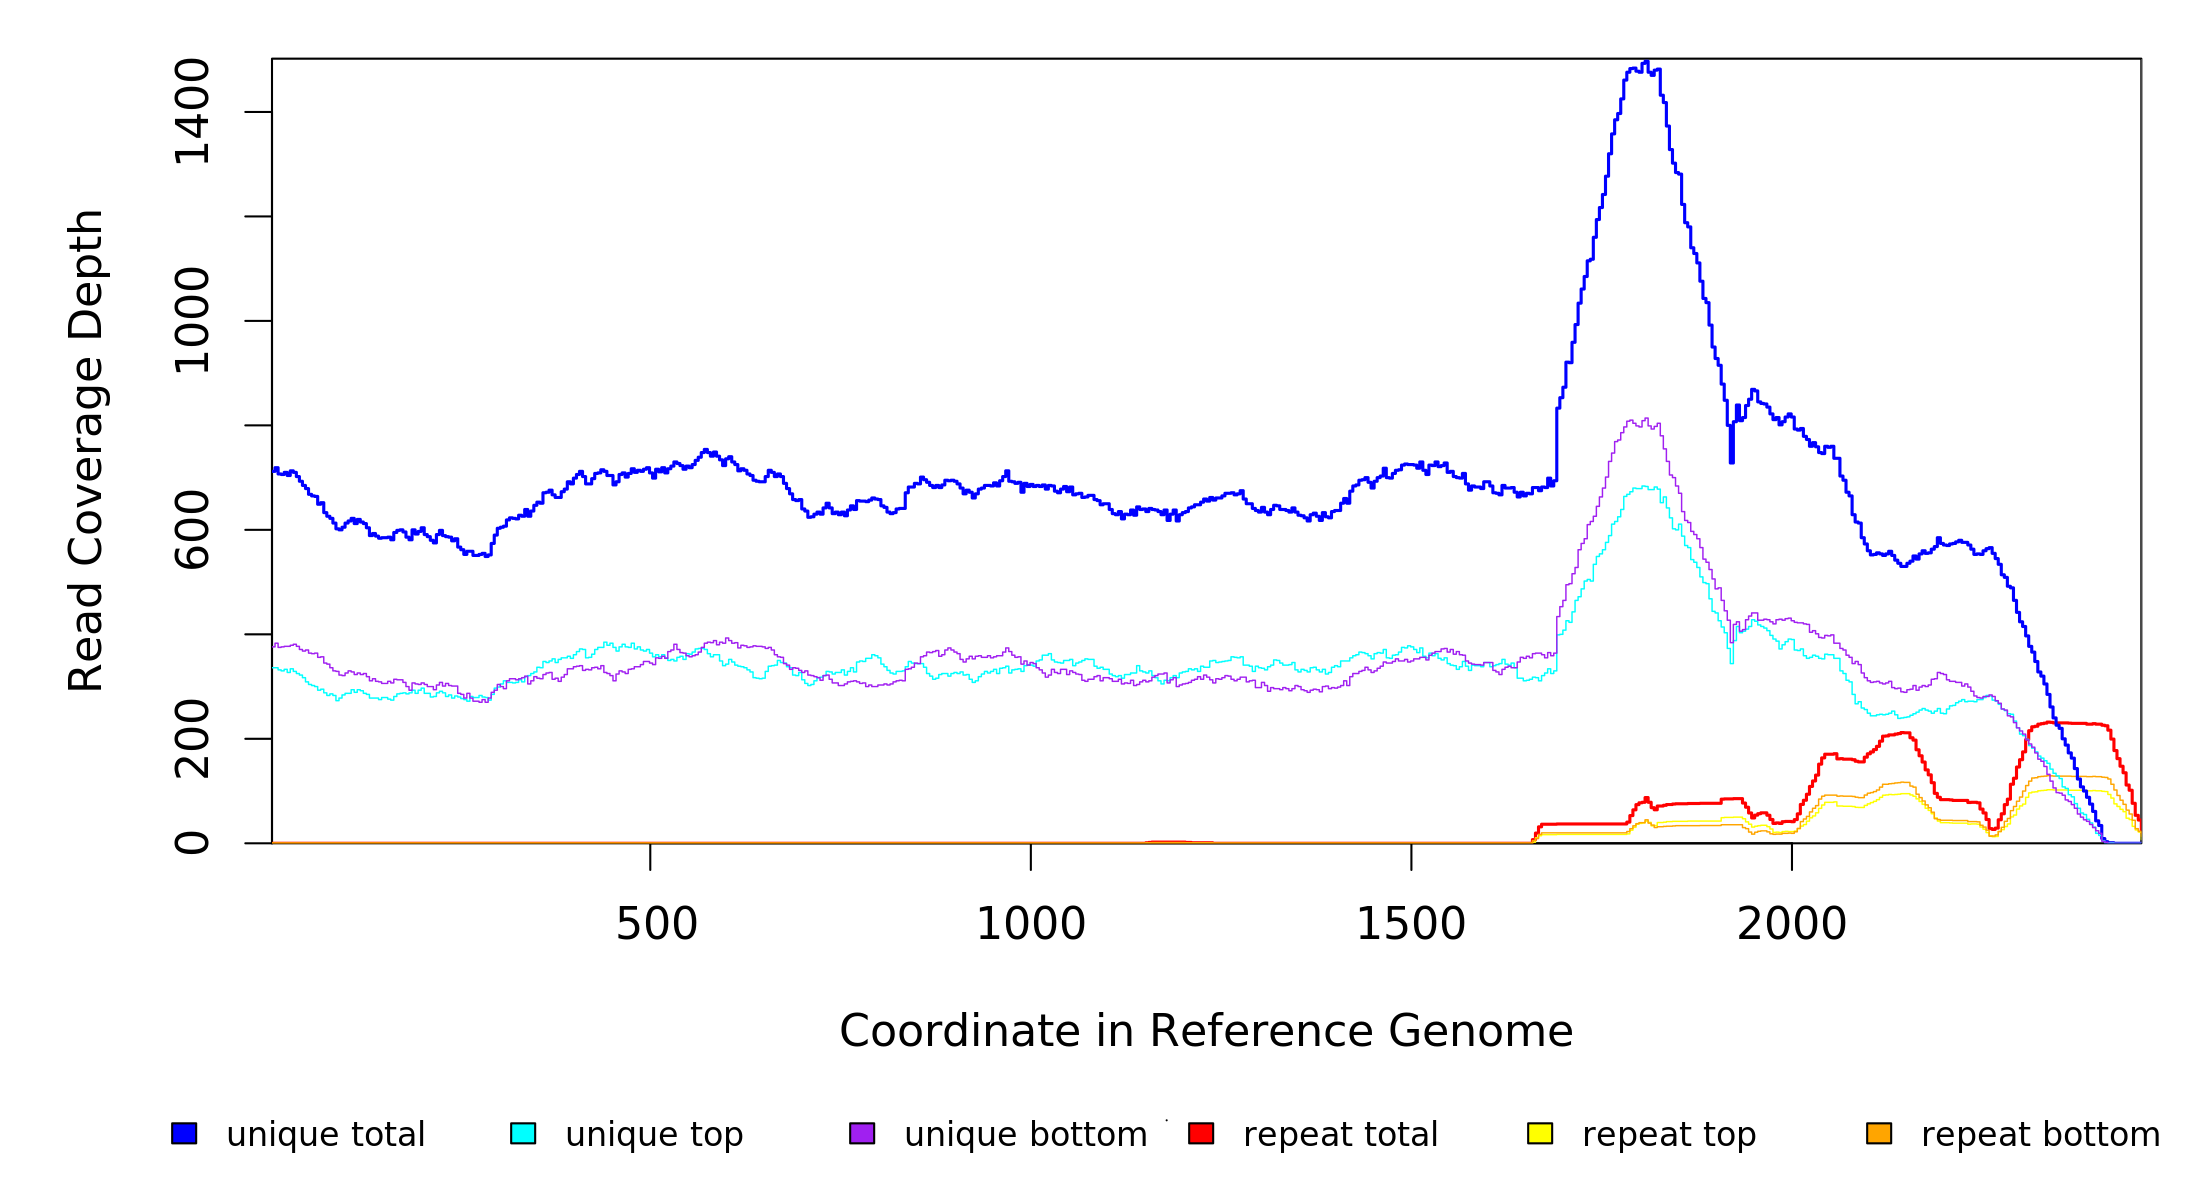 Read Coverage Depth
1400
1000
600
200
0
500 1000 1500 2000
Coordinate in Reference Genome
unique total unique top unique bottom repeat total repeat top repeat bottom